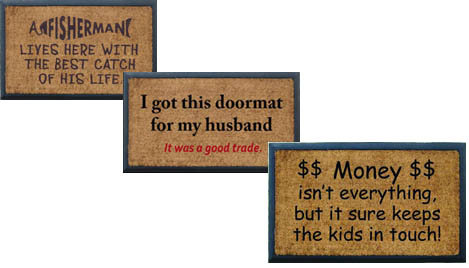 A FISHERMAN
LIVES HERE WITH
THE BEST CATCH
OF HIS LIFE.
I got this doormat
for my husband
It was a good trade.
$$ Money $$
isn't everything,
but it sure keeps
the kids in touch!